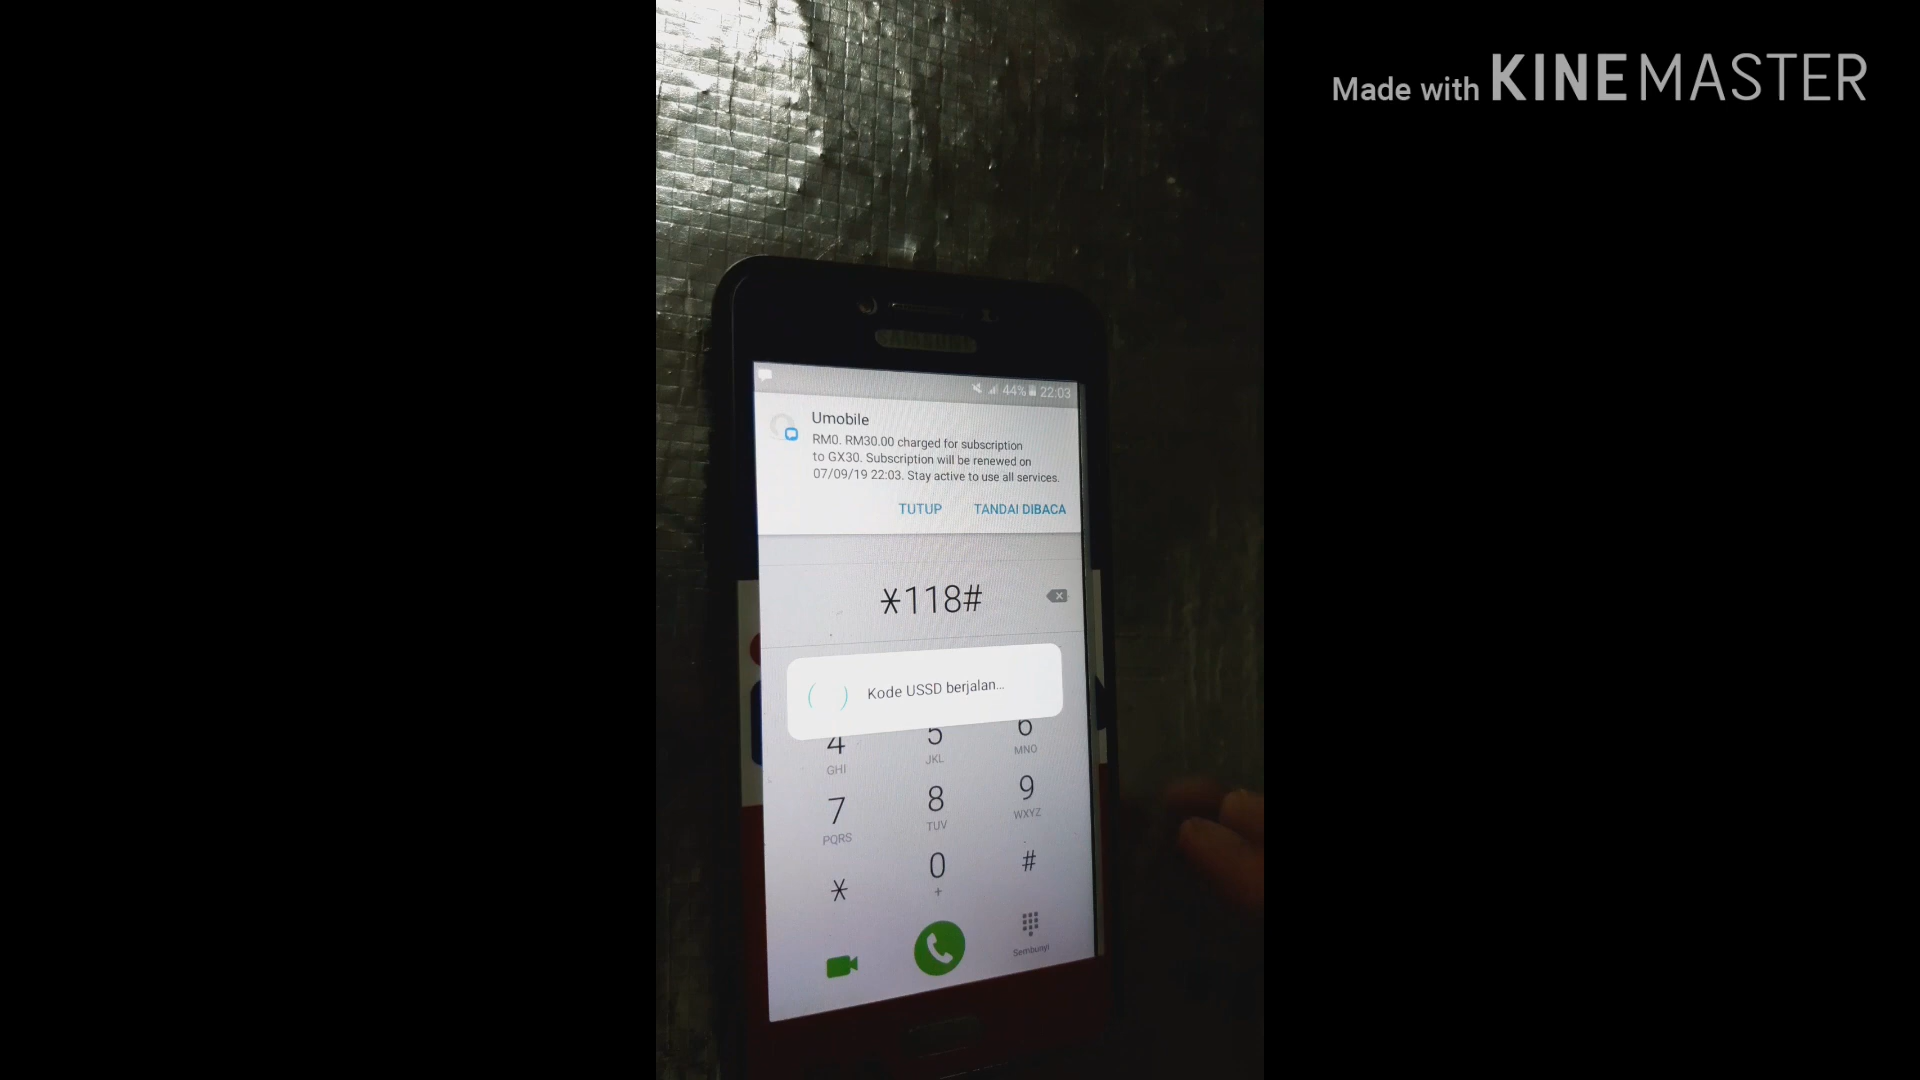 Made with KINEMASTER
SAMSUNG
44% 22:03
Umobile
RM0. RM30.00 charged for subscription
to GX30. Subscription will be renewed on
07/09/19 22:03. Stay active to use all services.
TUTUP TANDAI DIBACA
*118#
Kode USSD berjalan...
4 5 6
GHI JKL MNO
7 8 9
PQRS TUV WXYZ
* 0 #
+
Sembunyi